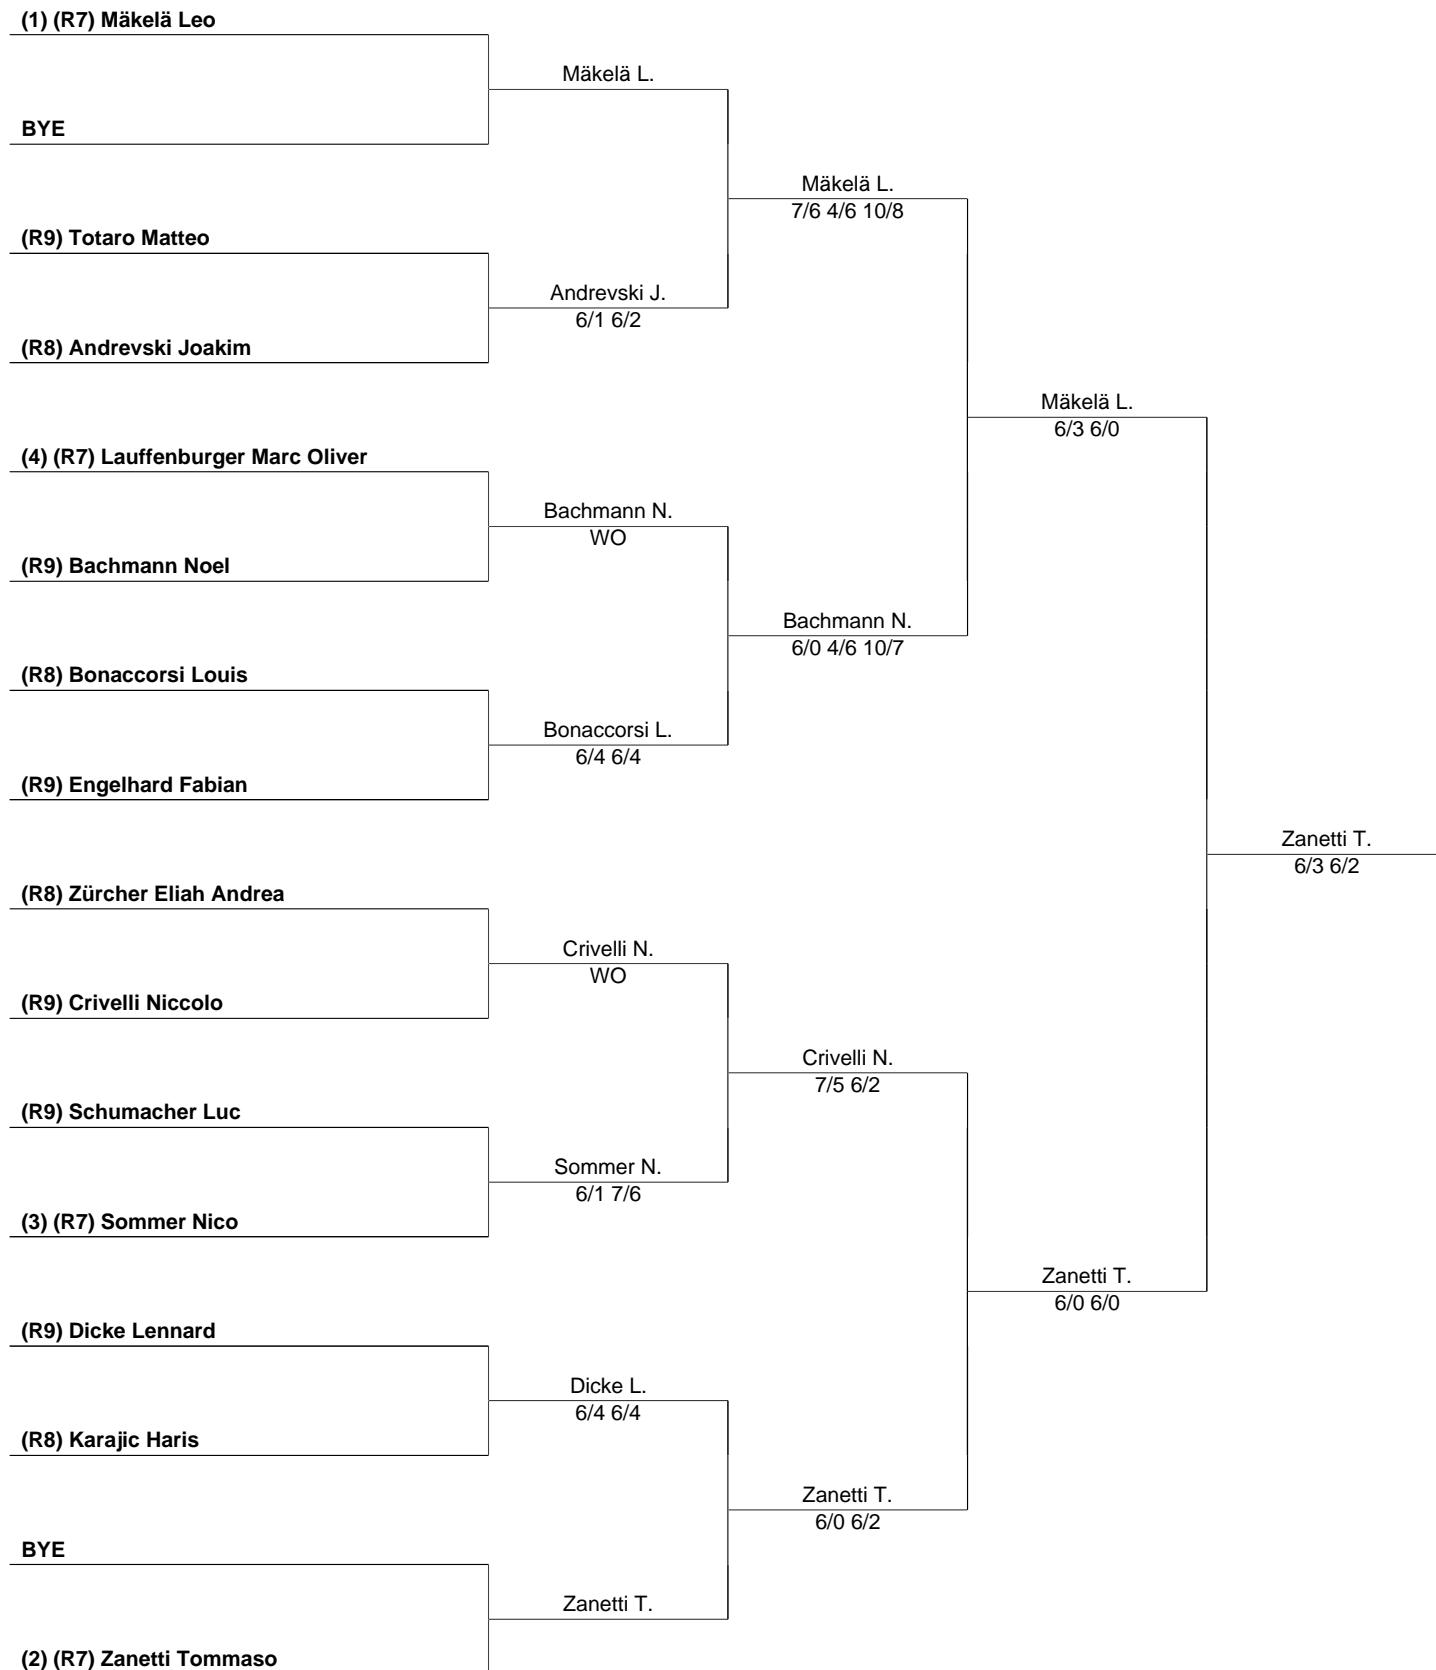 (1) (R7) Mäkelä Leo
Mäkelä L.
BYE
Mäkelä L.
7/6 4/6 10/8
(R9) Totaro Matteo
Andrevski J.
6/1 6/2
(R8) Andrevski Joakim
Mäkelä L.
6/3 6/0
(4) (R7) Lauffenburger Marc Oliver
Bachmann N.
WO
(R9) Bachmann Noel
Bachmann N.
6/0 4/6 10/7
(R8) Bonaccorsi Louis
Bonaccorsi L.
6/4 6/4
(R9) Engelhard Fabian
Zanetti T.
6/3 6/2
(R8) Zürcher Eliah Andrea
Crivelli N.
WO
(R9) Crivelli Niccolo
Crivelli N.
7/5 6/2
(R9) Schumacher Luc
Sommer N.
6/1 7/6
(3) (R7) Sommer Nico
Zanetti T.
6/0 6/0
(R9) Dicke Lennard
Dicke L.
6/4 6/4
(R8) Karajic Haris
Zanetti T.
6/0 6/2
BYE
Zanetti T.
(2) (R7) Zanetti Tommaso